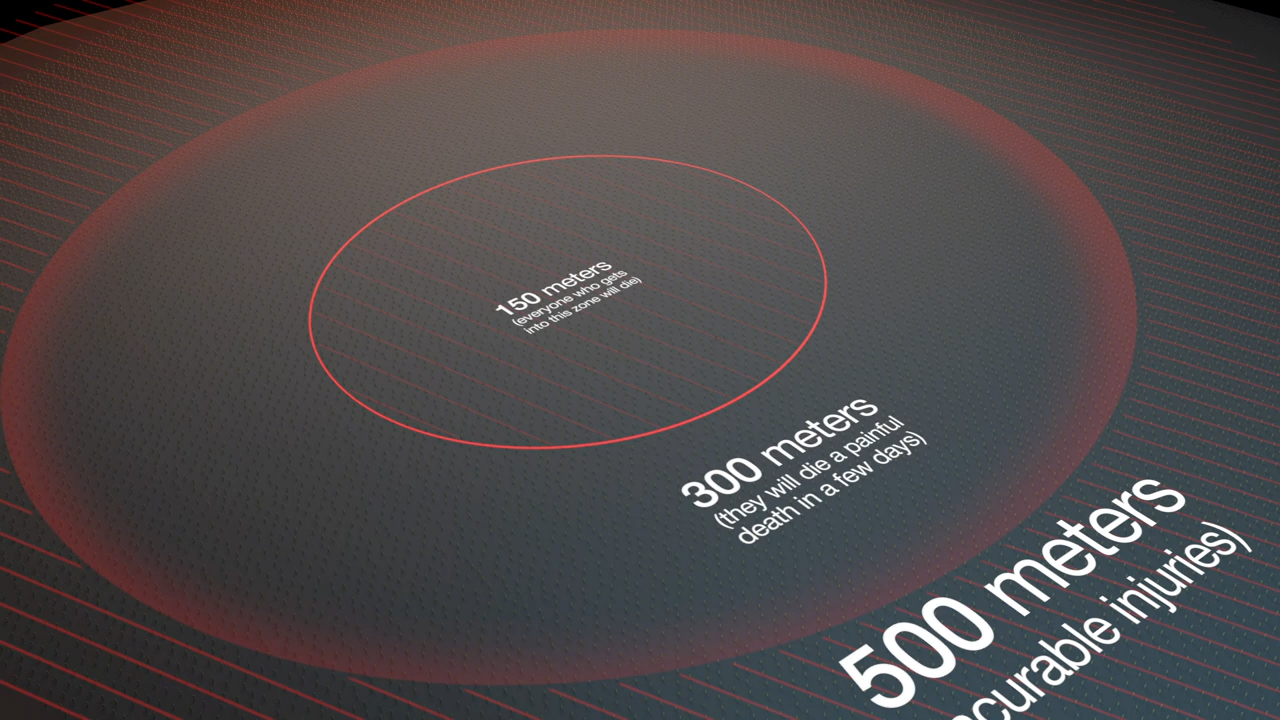 150 meters
(everyone who gets
into this zone will die)
300 meters
(they will die a painful
death in a few days)
500 meters
injuries)